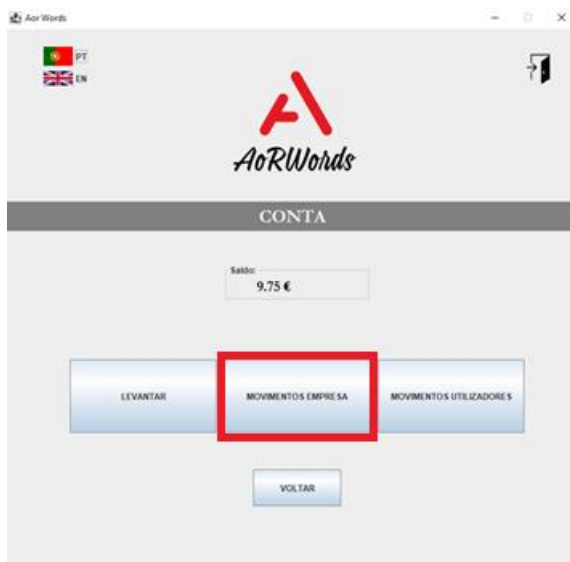 Aor Words
PT
EN
AoRWords
CONTA
Saldo:
9.75 €
LEVANTAR
MOVIMENTOS EMPRESA
MOVIMENTOS UTILIZADORES
VOLTAR